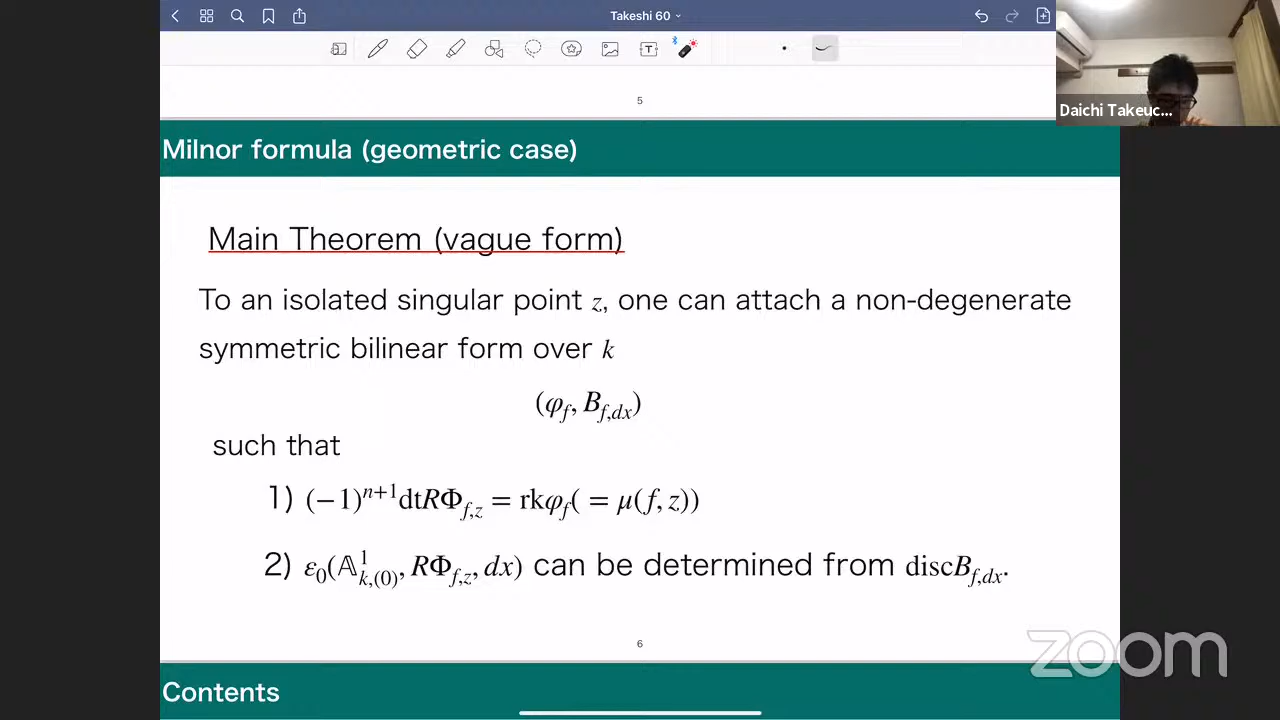 Takeshi 60
Daichi Takeuc...
5
Milnor formula (geometric case)
Main Theorem (vague form)
To an isolated singular point z, one can attach a non-degenerate
symmetric bilinear form over k
(φ_f, B_{f,dx})
such that
1) (−1)^{n+1}dtRΦ_{f,z} = rkφ_f( = μ(f, z))
2) ε_0(𝔸^1_{k,(0)}, RΦ_{f,z}, dx) can be determined from discB_{f,dx}.
6
zoom
Contents